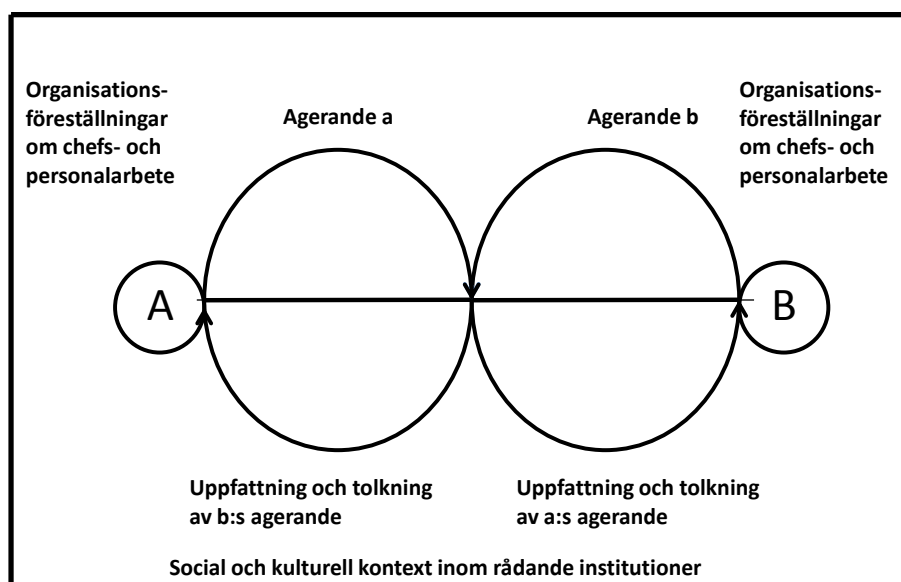 Organisations-
föreställningar
om chefs- och
personalarbete
Agerande a
Agerande b
Organisations-
föreställningar
om chefs- och
personalarbete
A
B
Uppfattning och tolkning
av b:s agerande
Uppfattning och tolkning
av a:s agerande
Social och kulturell kontext inom rådande institutioner